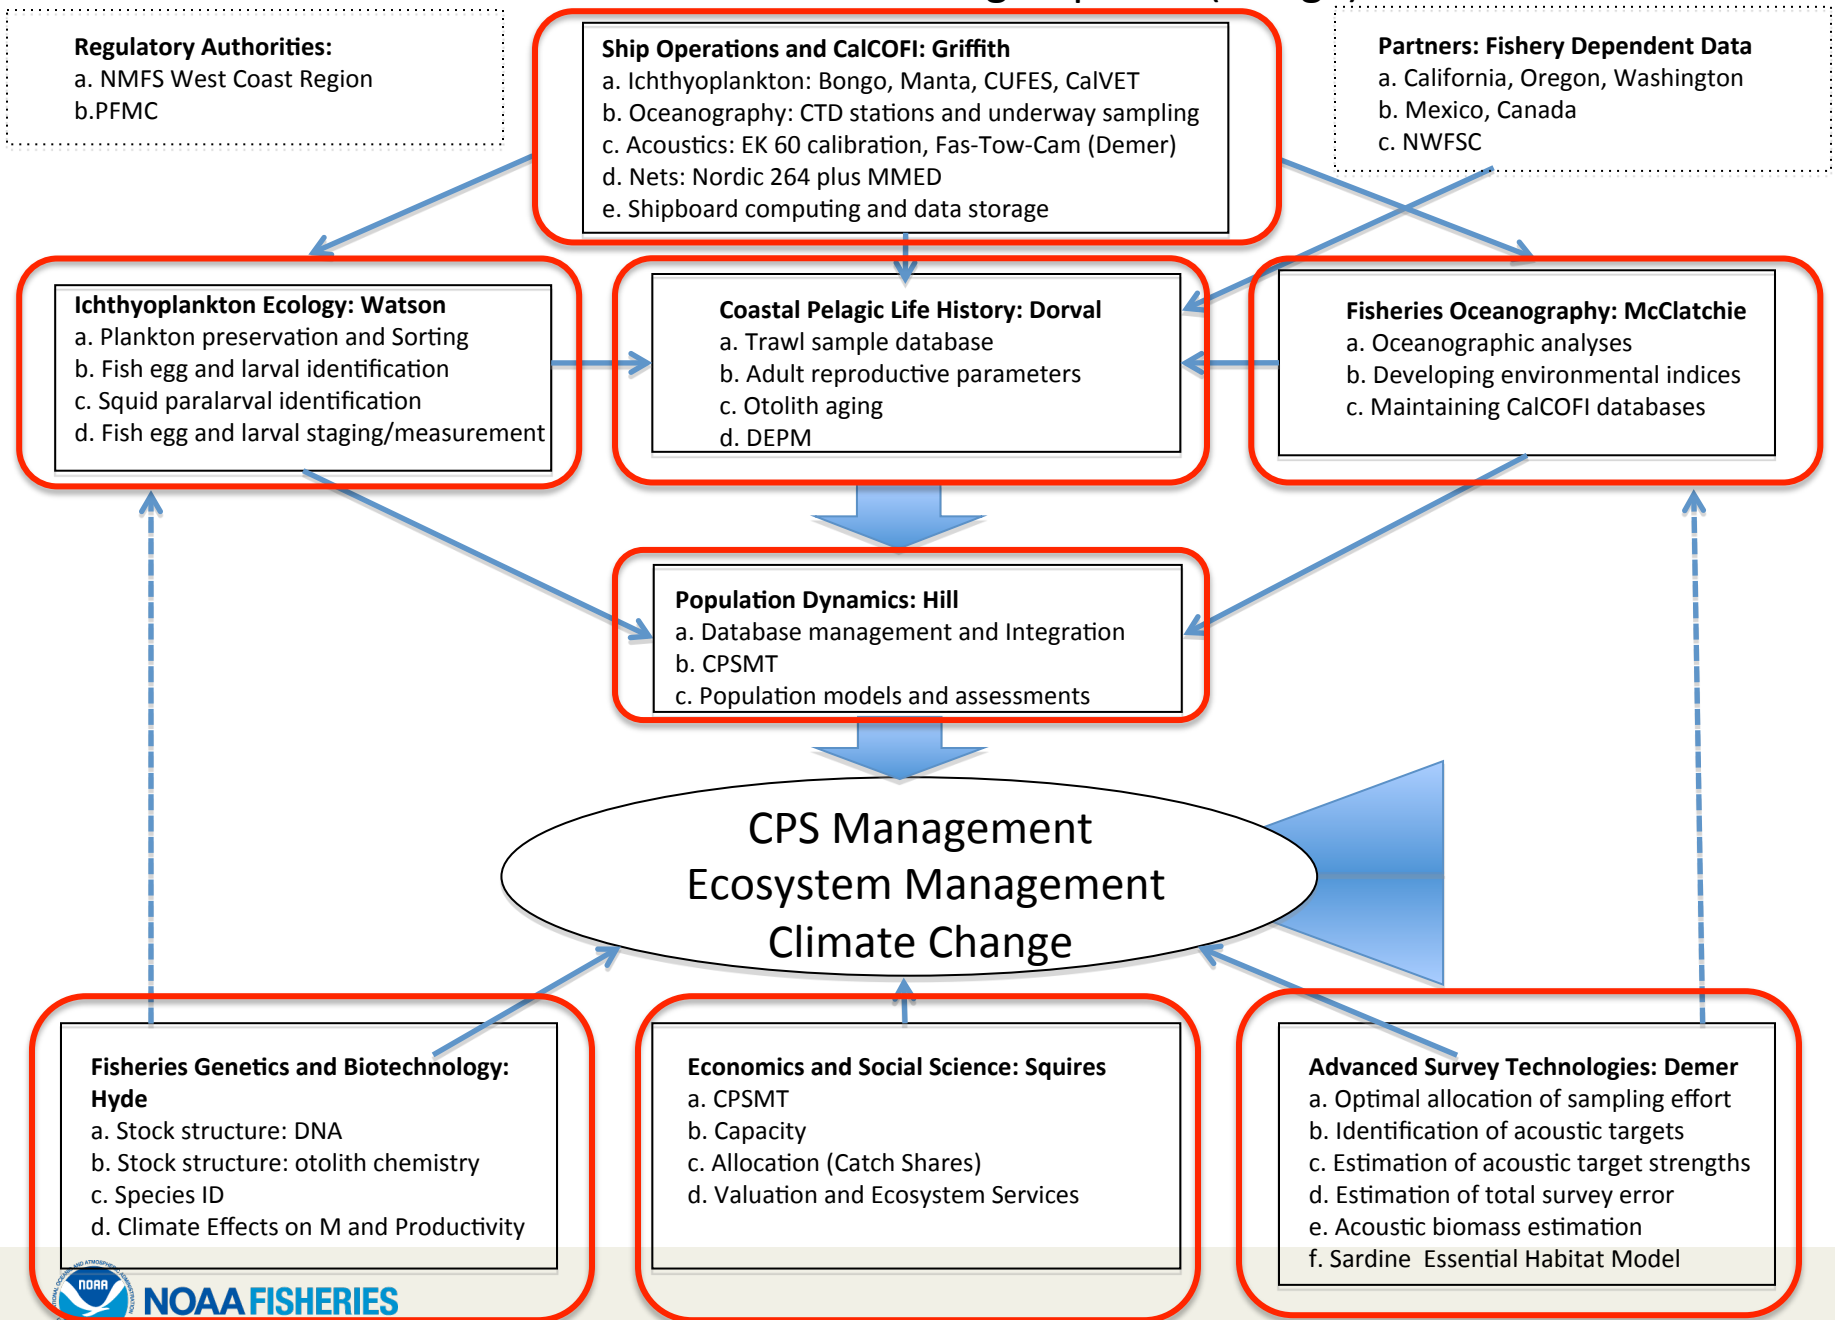 Regulatory Authorities:
a. NMFS West Coast Region
b.PFMC
Ship Operations and CalCOFI: Griffith
a. Ichthyoplankton: Bongo, Manta, CUFES, CalVET
b. Oceanography: CTD stations and underway sampling
c. Acoustics: EK 60 calibration, Fas-Tow-Cam (Demer)
d. Nets: Nordic 264 plus MMED
e. Shipboard computing and data storage
Partners: Fishery Dependent Data
a. California, Oregon, Washington
b. Mexico, Canada
c. NWFSC
Ichthyoplankton Ecology: Watson
a. Plankton preservation and Sorting
b. Fish egg and larval identification
c. Squid paralarval identification
d. Fish egg and larval staging/measurement
Coastal Pelagic Life History: Dorval
a. Trawl sample database
b. Adult reproductive parameters
c. Otolith aging
d. DEPM
Fisheries Oceanography: McClatchie
a. Oceanographic analyses
b. Developing environmental indices
c. Maintaining CalCOFI databases
Population Dynamics: Hill
a. Database management and Integration
b. CPSMT
c. Population models and assessments
CPS Management
Ecosystem Management
Climate Change
Fisheries Genetics and Biotechnology:
Hyde
a. Stock structure: DNA
b. Stock structure: otolith chemistry
c. Species ID
d. Climate Effects on M and Productivity
Economics and Social Science: Squires
a. CPSMT
b. Capacity
c. Allocation (Catch Shares)
d. Valuation and Ecosystem Services
Advanced Survey Technologies: Demer
a. Optimal allocation of sampling effort
b. Identification of acoustic targets
c. Estimation of acoustic target strengths
d. Estimation of total survey error
e. Acoustic biomass estimation
f. Sardine Essential Habitat Model
NOAA
NOAA FISHERIES